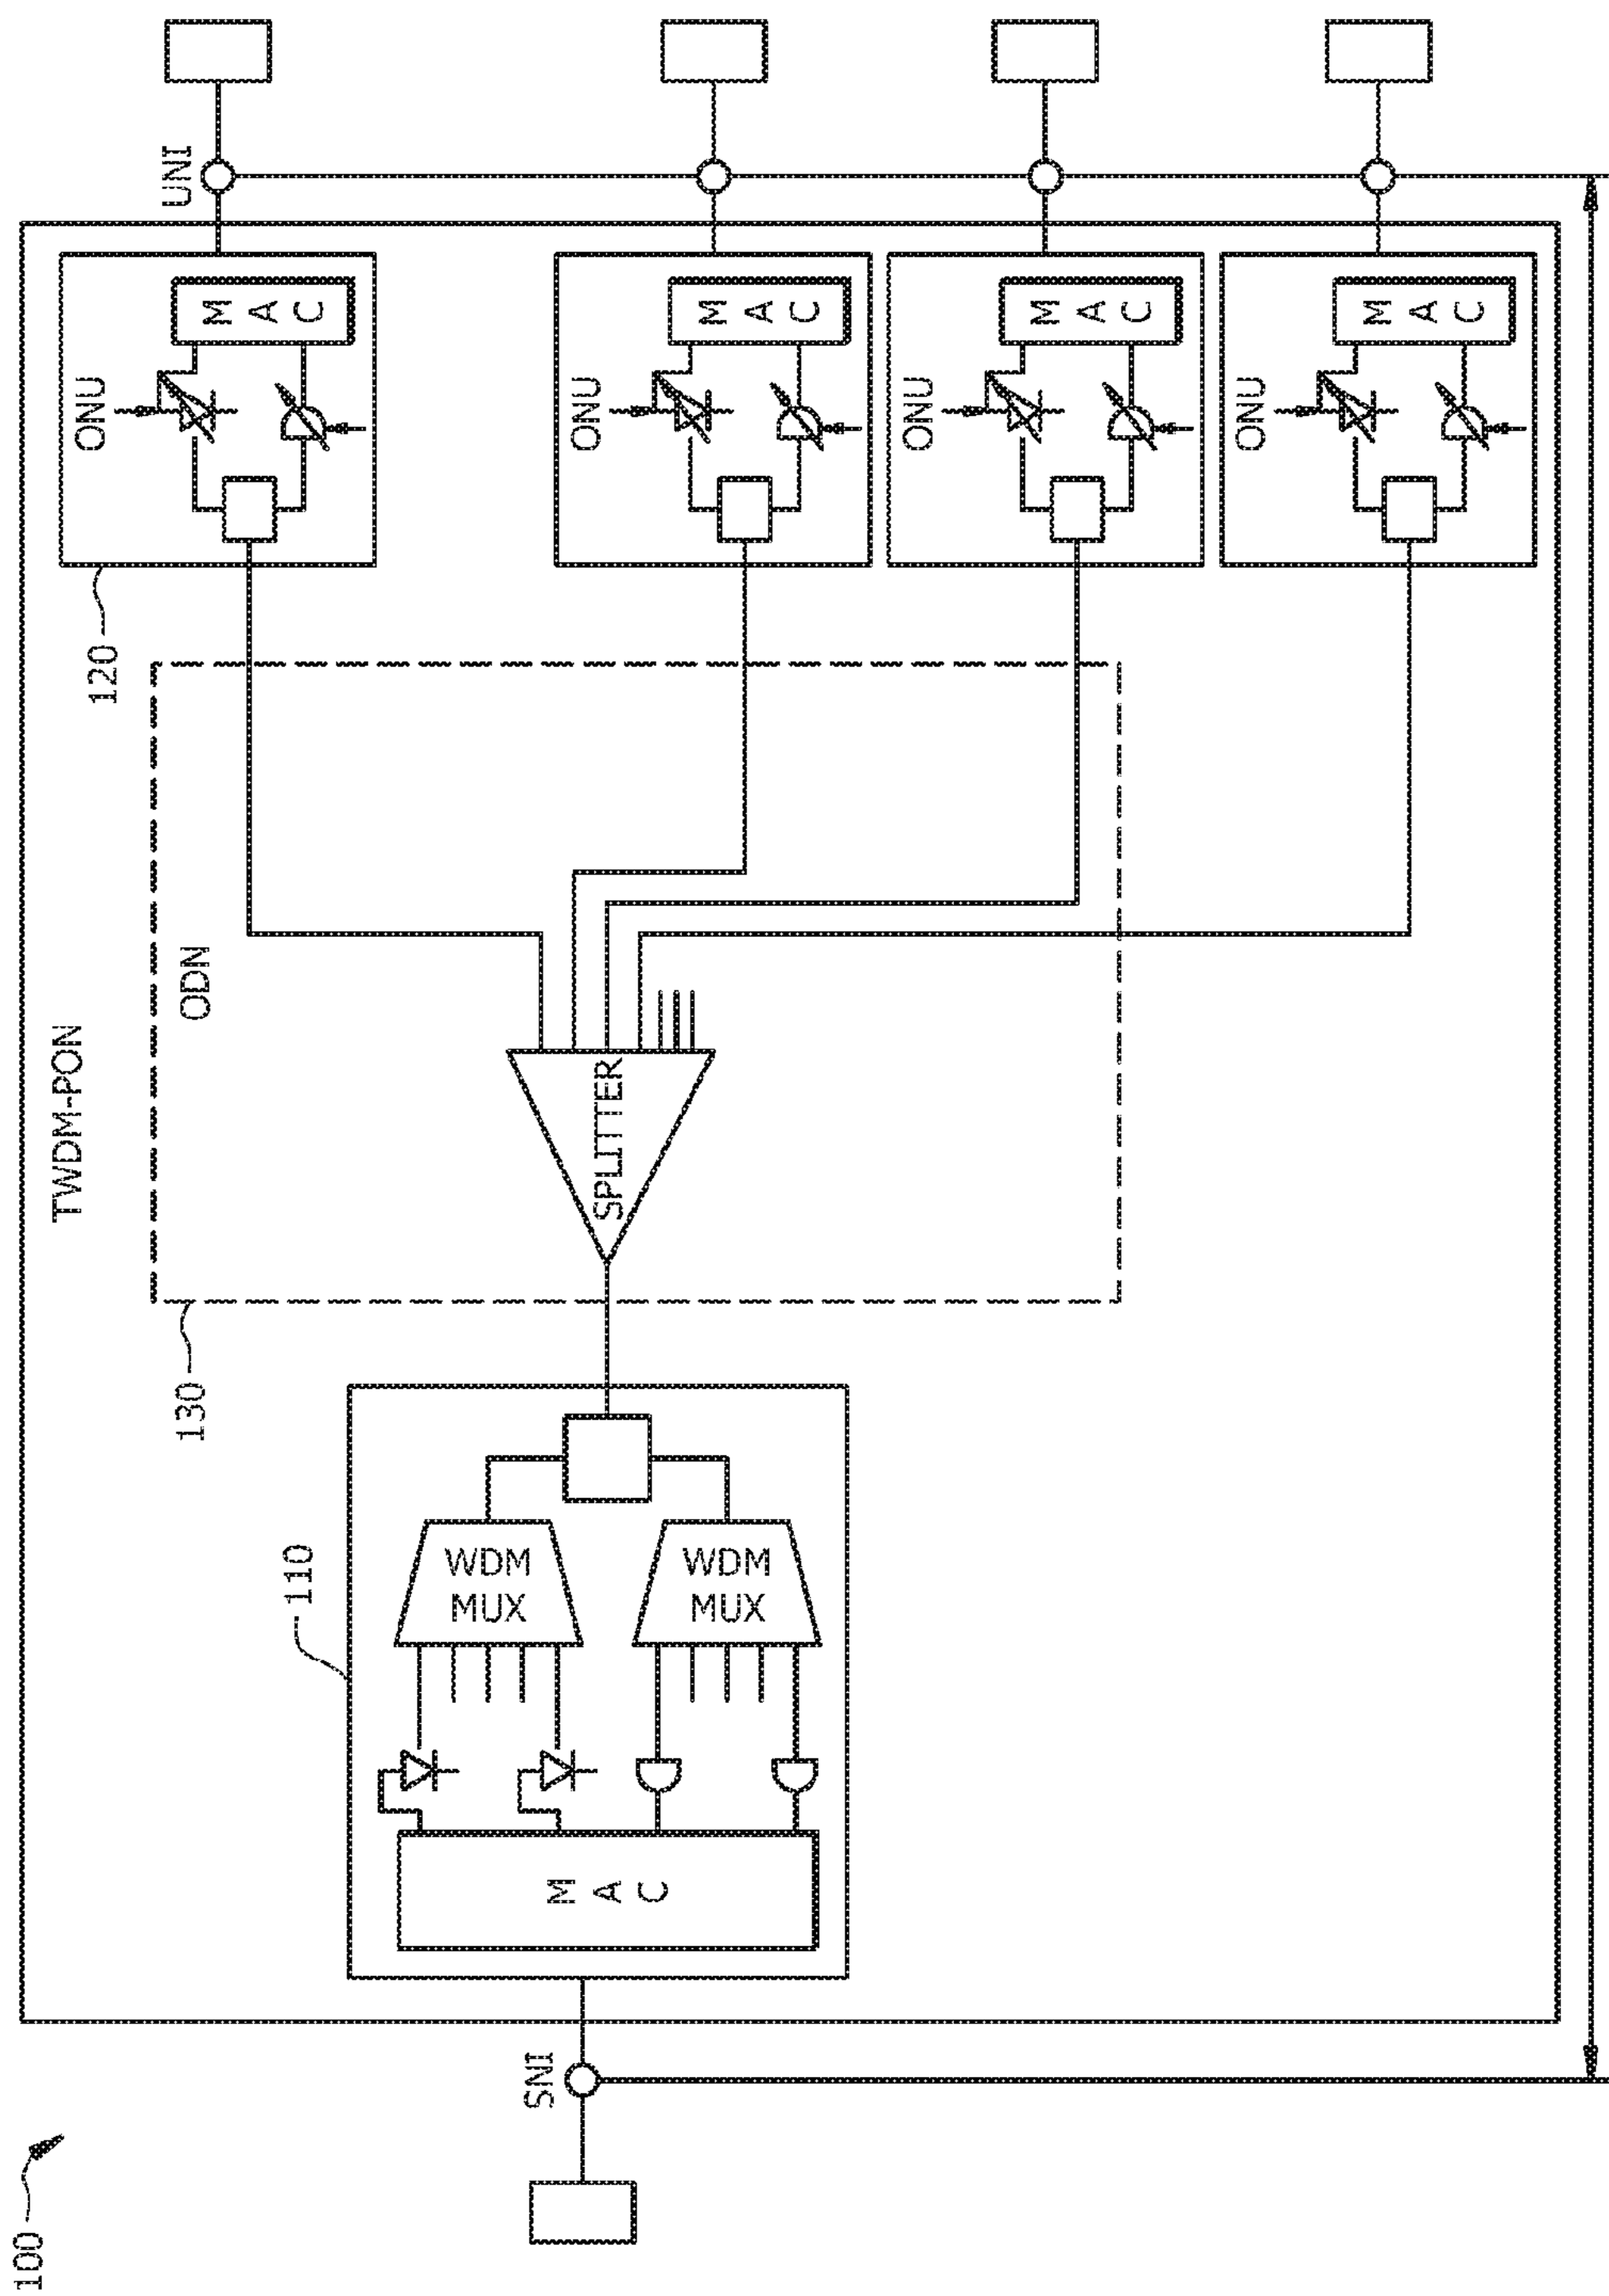 100
TWDM-PON
SNI
110
MAC
WDM
MUX
WDM
MUX
130
ODN
SPLITTER
120
ONU
MAC
ONU
MAC
ONU
MAC
ONU
MAC
UNI